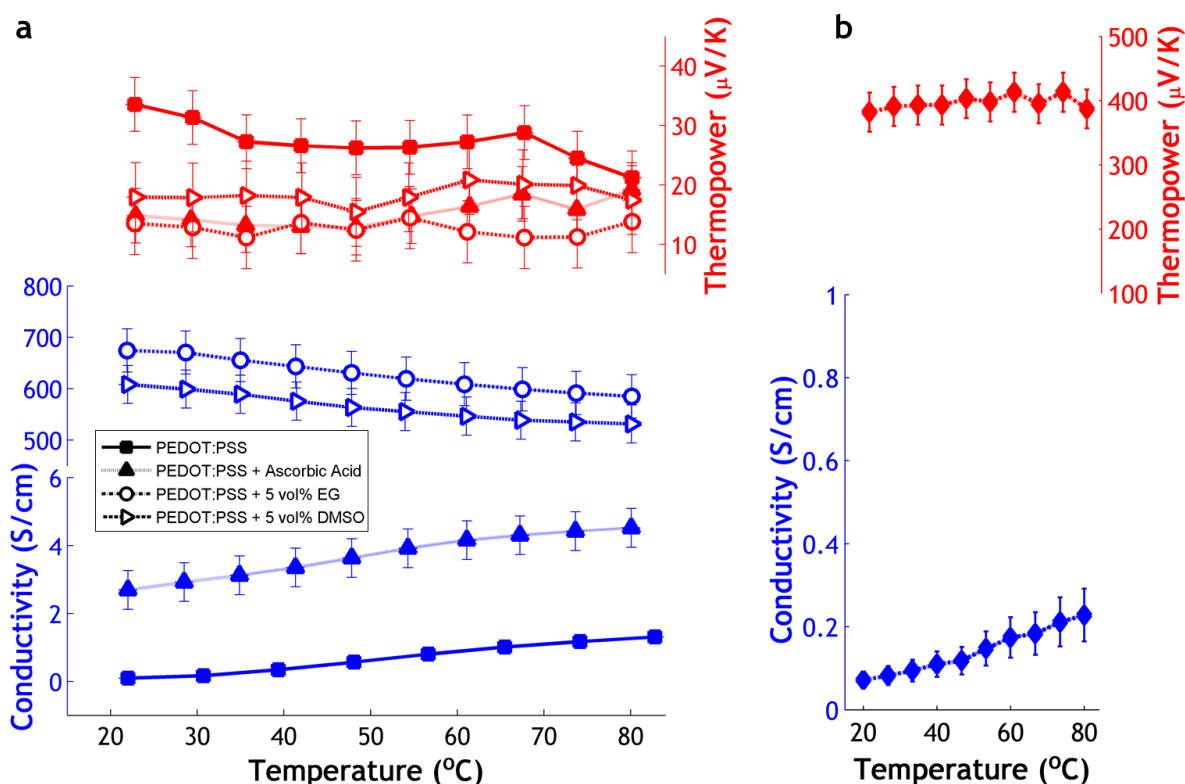 a
40
30
20
10
Thermopower (μV/K)
800
700
600
500
6
4
2
0
Conductivity (S/cm)
PEDOT:PSS
PEDOT:PSS + Ascorbic Acid
PEDOT:PSS + 5 vol% EG
PEDOT:PSS + 5 vol% DMSO
20 30 40 50 60 70 80
Temperature (⁰C)
b
500
400
300
200
100
Thermopower (μV/K)
1
0.8
0.6
0.4
0.2
0
Conductivity (S/cm)
20 40 60 80
Temperature (⁰C)